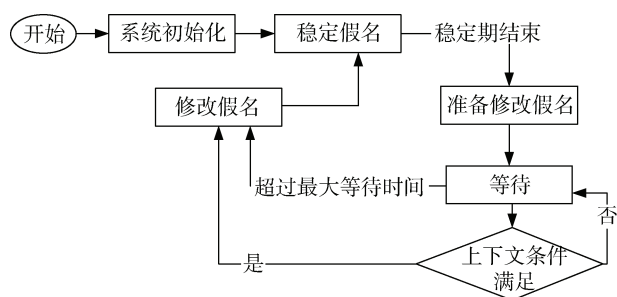 开始
系统初始化
稳定假名
稳定期结束
修改假名
准备修改假名
超过最大等待时间
等待
否
上下文条件
满足
是